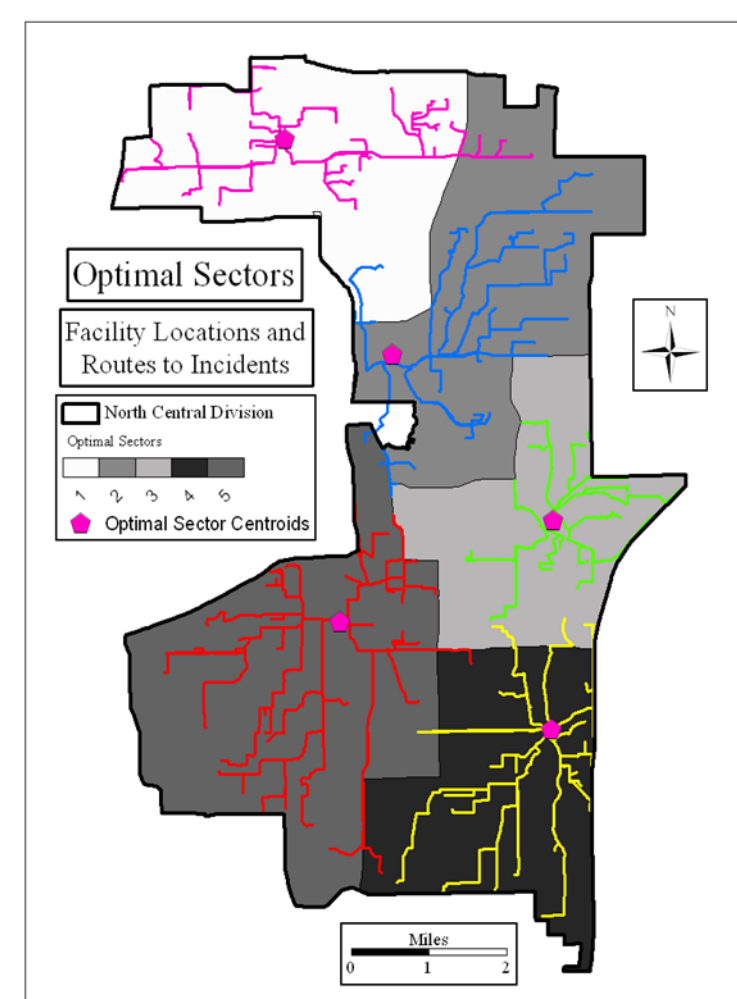 Optimal Sectors
Facility Locations and
Routes to Incidents
North Central Division
Optimal Sectors
1 2 3 4 5
Optimal Sector Centroids
N
Miles
0 1 2